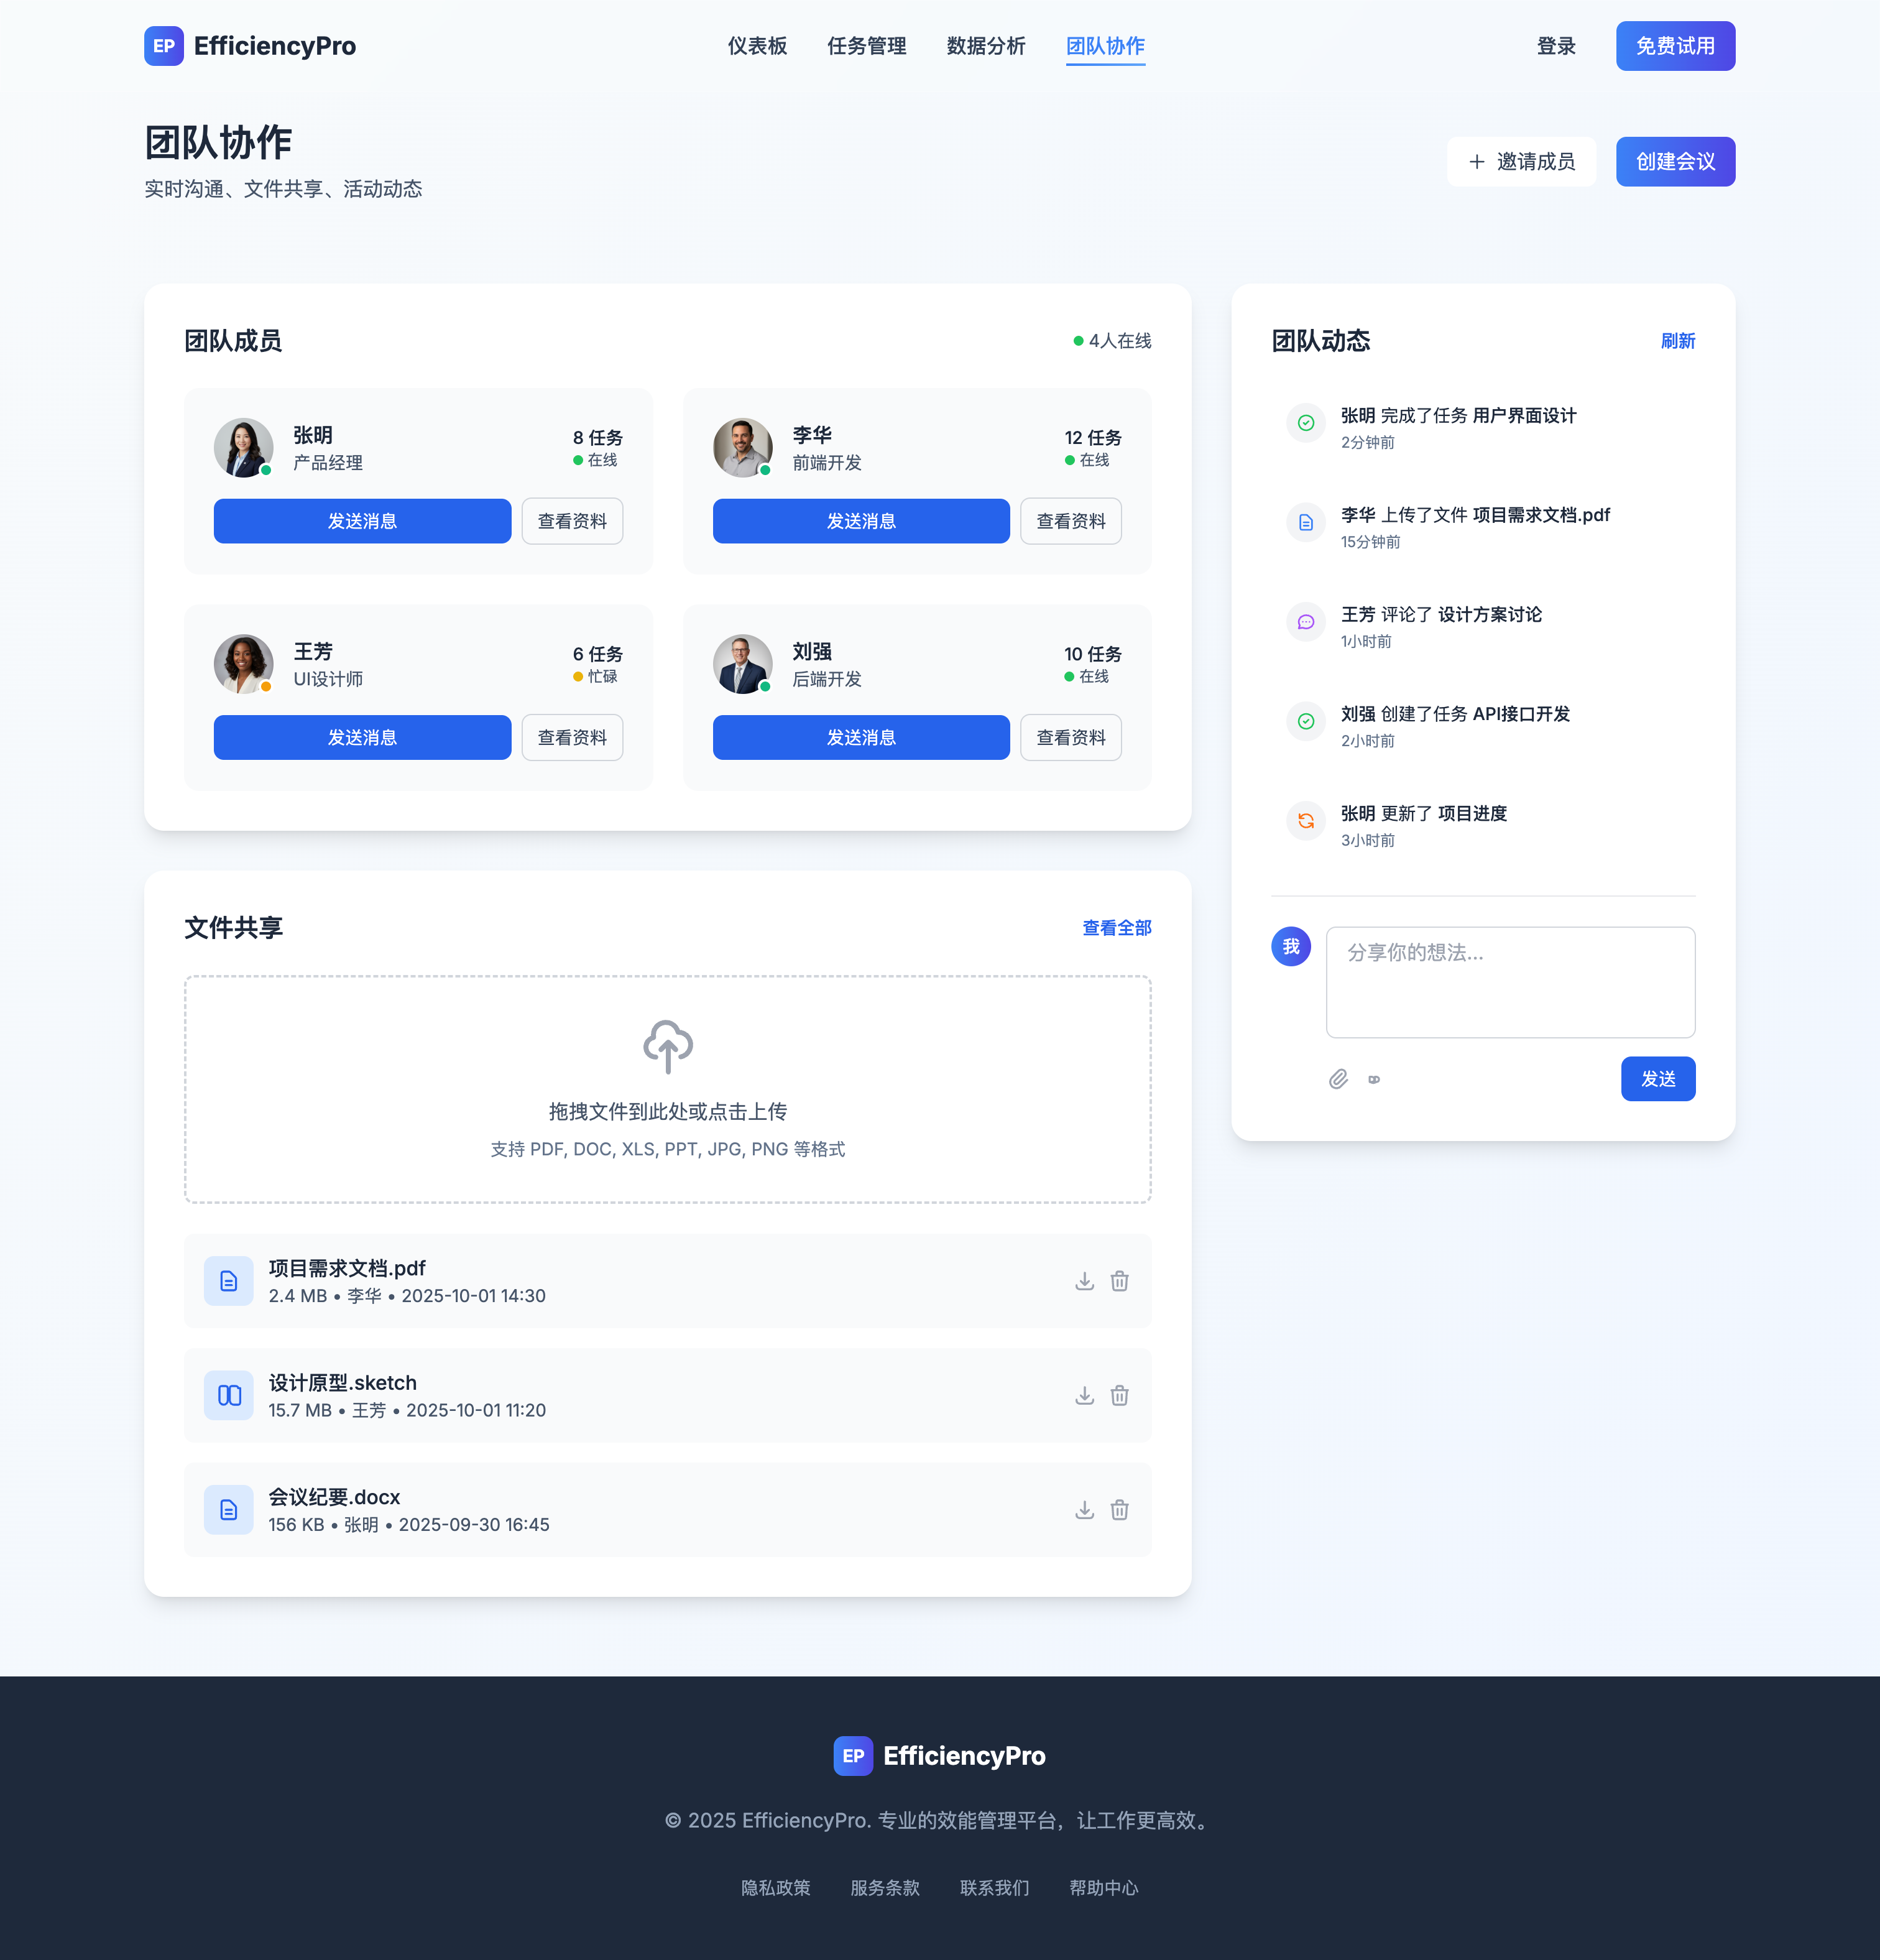 EP EfficiencyPro
仪表板 任务管理 数据分析 团队协作
登录 免费试用
团队协作
实时沟通、文件共享、活动动态
+ 邀请成员 创建会议
团队成员
4人在线
张明
产品经理
8 任务
在线
发送消息 查看资料
李华
前端开发
12 任务
在线
发送消息 查看资料
王芳
UI设计师
6 任务
忙碌
发送消息 查看资料
刘强
后端开发
10 任务
在线
发送消息 查看资料
文件共享
查看全部
拖拽文件到此处或点击上传
支持 PDF, DOC, XLS, PPT, JPG, PNG 等格式
项目需求文档.pdf
2.4 MB • 李华 • 2025-10-01 14:30
设计原型.sketch
15.7 MB • 王芳 • 2025-10-01 11:20
会议纪要.docx
156 KB • 张明 • 2025-09-30 16:45
团队动态
刷新
张明 完成了任务 用户界面设计
2分钟前
李华 上传了文件 项目需求文档.pdf
15分钟前
王芳 评论了 设计方案讨论
1小时前
刘强 创建了任务 API接口开发
2小时前
张明 更新了 项目进度
3小时前
我
分享你的想法...
发送
EP EfficiencyPro
© 2025 EfficiencyPro. 专业的效能管理平台，让工作更高效。
隐私政策 服务条款 联系我们 帮助中心